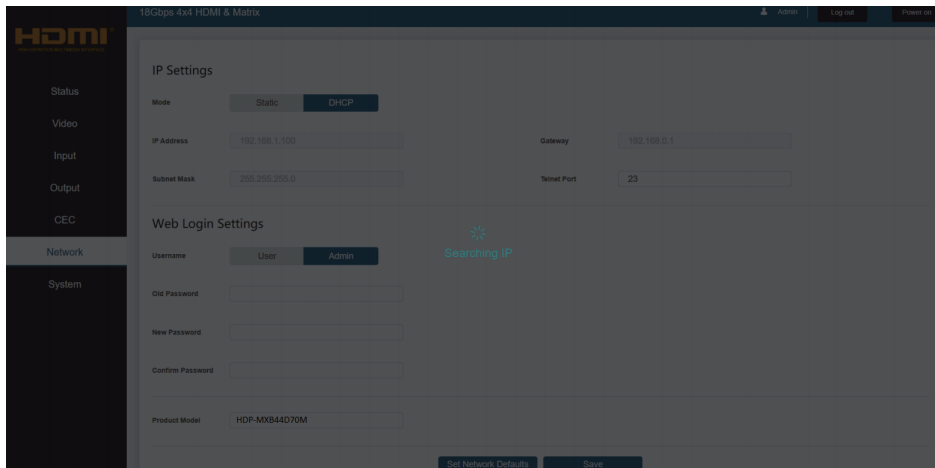 18Gbps 4x4 HDMI & Matrix
Admin
Log out
Power on
HDMI
Status
Video
Input
Output
CEC
Network
System
IP Settings
Mode
Static
DHCP
IP Address
192.168.1.100
Gateway
192.168.0.1
Subnet Mask
255.255.255.0
Telnet Port
23
Web Login Settings
Searching IP
Username
User
Admin
Old Password
New Password
Confirm Password
Product Model
HDP-MXB44D70M
Set Network Defaults
Save